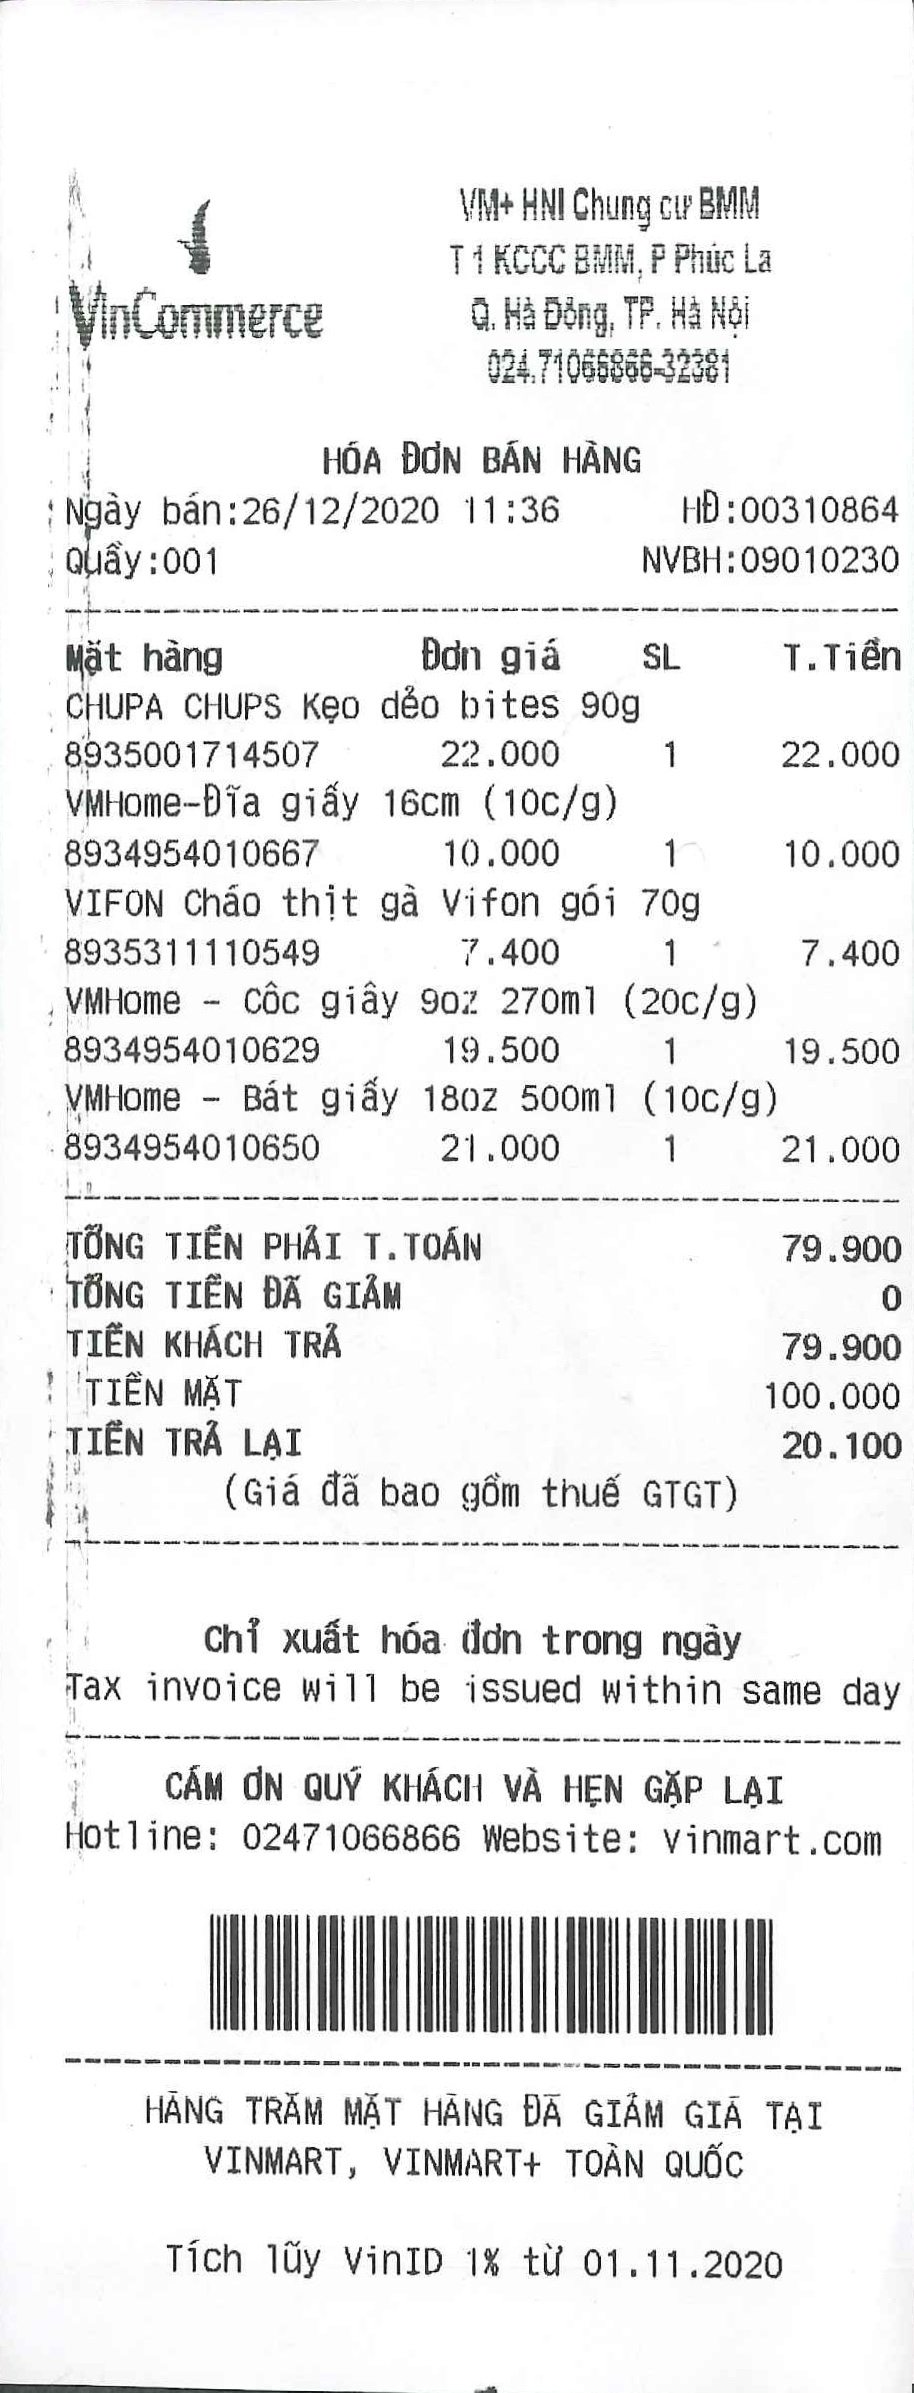 VinCommerce
VM+ HNI Chung cư BMM
T 1 KCCC BMM, P Phúc La
Q. Hà Đông, TP. Hà Nội
024.71066866-32381
HÓA ĐƠN BÁN HÀNG
Ngày bán:26/12/2020 11:36 HĐ:00310864
Quầy:001 NVBH:09010230
Mặt hàng Đơn giá SL T.Tiền
CHUPA CHUPS Kẹo dẻo bites 90g
8935001714507 22.000 1 22.000
VMHome-Đĩa giấy 16cm (10c/g)
8934954010667 10.000 1 10.000
VIFON Cháo thịt gà Vifon gói 70g
8935311110549 7.400 1 7.400
VMHome - Cốc giấy 9oz 270ml (20c/g)
8934954010629 19.500 1 19.500
VMHome - Bát giấy 18oz 500ml (10c/g)
8934954010650 21.000 1 21.000
TỔNG TIỀN PHẢI T.TOÁN 79.900
TỔNG TIỀN ĐÃ GIẢM 0
TIỀN KHÁCH TRẢ 79.900
TIỀN MẶT 100.000
TIỀN TRẢ LẠI 20.100
(Giá đã bao gồm thuế GTGT)
Chỉ xuất hóa đơn trong ngày
Tax invoice will be issued within same day
CẢM ƠN QUÝ KHÁCH VÀ HẸN GẶP LẠI
Hotline: 02471066866 Website: vinmart.com
HÀNG TRĂM MẶT HÀNG ĐÃ GIẢM GIÁ TẠI
VINMART, VINMART+ TOÀN QUỐC
Tích lũy VinID 1% từ 01.11.2020